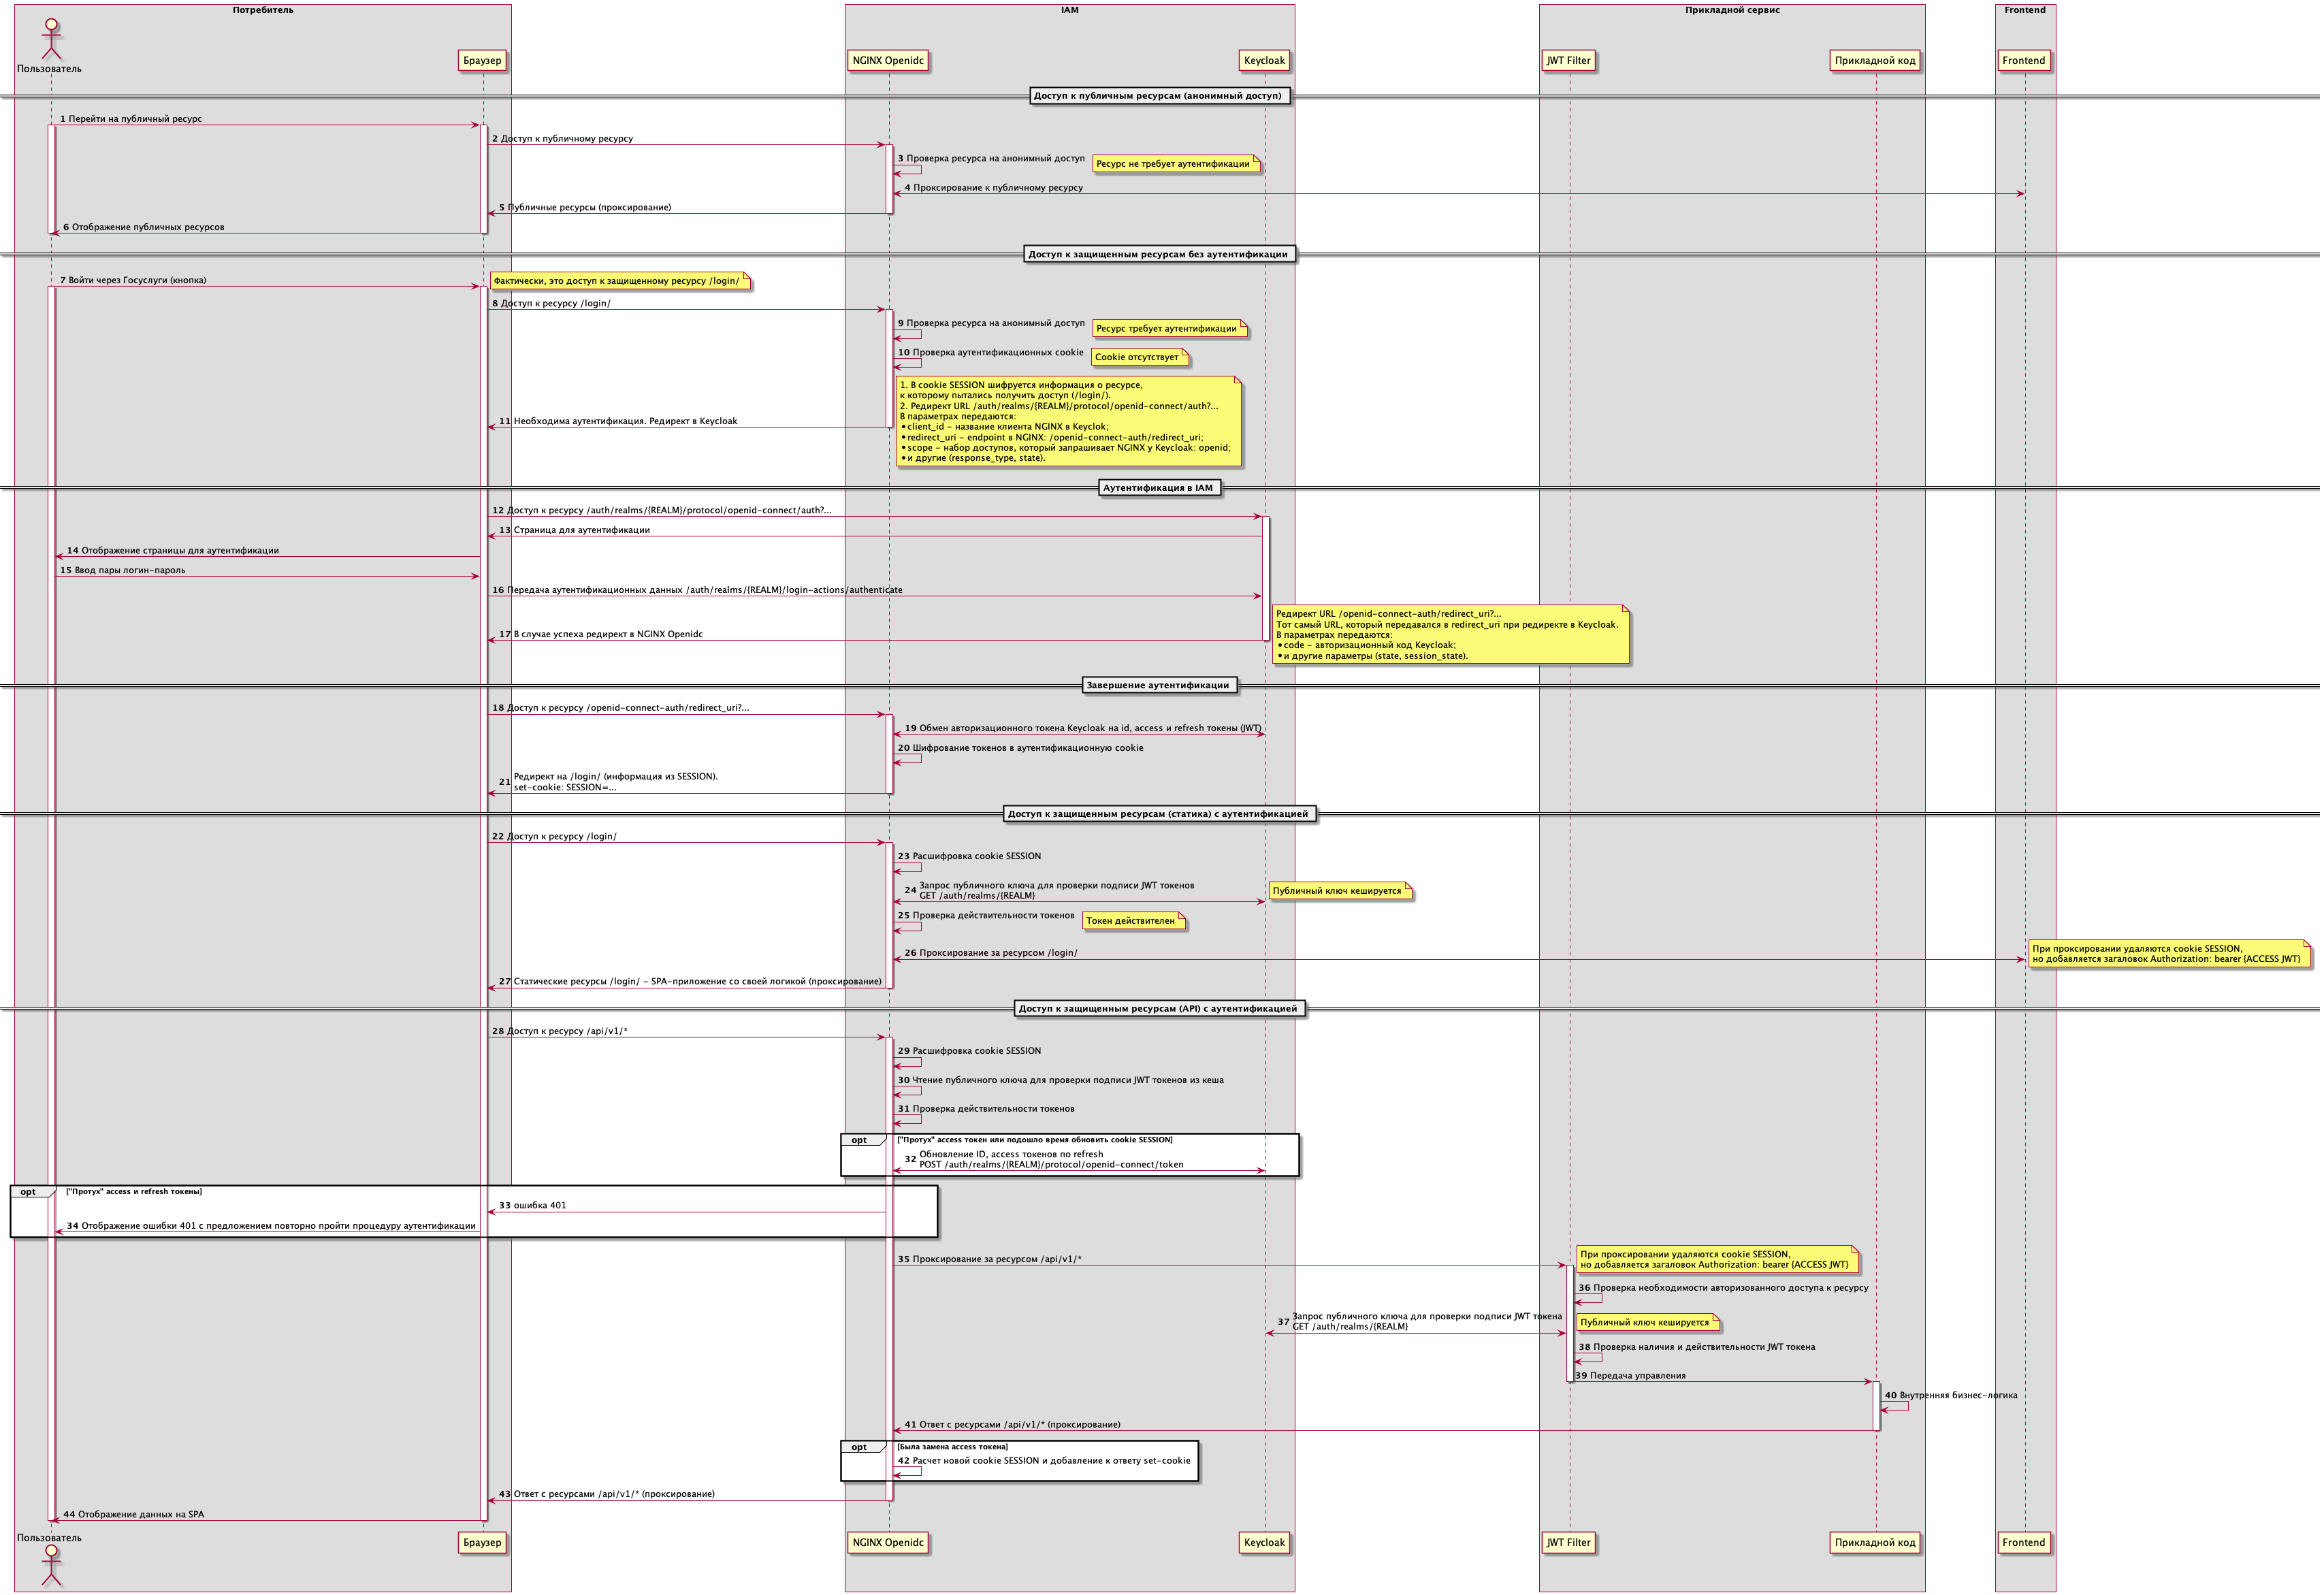 Потребитель
IAM
Прикладной сервис
Frontend
Пользователь
Браузер
NGINX Openidc
Keycloak
JWT Filter
Прикладной код
Frontend
Доступ к публичным ресурсам (анонимный доступ)
1 Перейти на публичный ресурс
2 Доступ к публичному ресурсу
3 Проверка ресурса на анонимный доступ
Ресурс не требует аутентификации
4 Проксирование к публичному ресурсу
5 Публичные ресурсы (проксирование)
6 Отображение публичных ресурсов
Доступ к защищенным ресурсам без аутентификации
7 Войти через Госуслуги (кнопка)
Фактически, это доступ к защищенному ресурсу /login/
8 Доступ к ресурсу /login/
9 Проверка ресурса на анонимный доступ
Ресурс требует аутентификации
10 Проверка аутентификационных cookie
Cookie отсутствует
11 Необходима аутентификация. Редирект в Keycloak
1. В cookie SESSION шифруется информация о ресурсе,
к которому пытались получить доступ (/login/).
2. Редирект URL /auth/realms/{REALM}/protocol/openid-connect/auth?...
В параметрах передаются:
• client_id - название клиента NGINX в Keyclok;
• redirect_uri - endpoint в NGINX: /openid-connect-auth/redirect_uri;
• scope - набор доступов, который запрашивает NGINX у Keycloak: openid;
• и другие (response_type, state).
Аутентификация в IAM
12 Доступ к ресурсу /auth/realms/{REALM}/protocol/openid-connect/auth?...
13 Страница для аутентификации
14 Отображение страницы для аутентификации
15 Ввод пары логин-пароль
16 Передача аутентификационных данных /auth/realms/{REALM}/login-actions/authenticate
17 В случае успеха редирект в NGINX Openidc
Редирект URL /openid-connect-auth/redirect_uri?...
Тот самый URL, который передавался в redirect_uri при редиректе в Keycloak.
В параметрах передаются:
• code - авторизационный код Keycloak;
• и другие параметры (state, session_state).
Завершение аутентификации
18 Доступ к ресурсу /openid-connect-auth/redirect_uri?...
19 Обмен авторизационного токена Keycloak на id, access и refresh токены (JWT)
20 Шифрование токенов в аутентификационную cookie
21 Редирект на /login/ (информация из SESSION).
set-cookie: SESSION=...
Доступ к защищенным ресурсам (статика) с аутентификацией
22 Доступ к ресурсу /login/
23 Расшифровка cookie SESSION
24 Запрос публичного ключа для проверки подписи JWT токенов
GET /auth/realms/{REALM}
Публичный ключ кешируется
25 Проверка действительности токенов
Токен действителен
26 Проксирование за ресурсом /login/
При проксировании удаляются cookie SESSION,
но добавляется загаловок Authorization: bearer {ACCESS JWT}
27 Статические ресурсы /login/ - SPA-приложение со своей логикой (проксирование)
Доступ к защищенным ресурсам (API) с аутентификацией
28 Доступ к ресурсу /api/v1/*
29 Расшифровка cookie SESSION
30 Чтение публичного ключа для проверки подписи JWT токенов из кеша
31 Проверка действительности токенов
opt ["Протух" access токен или подошло время обновить cookie SESSION]
32 Обновление ID, access токенов по refresh
POST /auth/realms/{REALM}/protocol/openid-connect/token
opt ["Протух" access и refresh токены]
33 ошибка 401
34 Отображение ошибки 401 с предложением повторно пройти процедуру аутентификации
35 Проксирование за ресурсом /api/v1/*
При проксировании удаляются cookie SESSION,
но добавляется загаловок Authorization: bearer {ACCESS JWT}
36 Проверка необходимости авторизованного доступа к ресурсу
37 Запрос публичного ключа для проверки подписи JWT токена
GET /auth/realms/{REALM}
Публичный ключ кешируется
38 Проверка наличия и действительности JWT токена
39 Передача управления
40 Внутренняя бизнес-логика
41 Ответ с ресурсами /api/v1/* (проксирование)
opt [Была замена access токена]
42 Расчет новой cookie SESSION и добавление к ответу set-cookie
43 Ответ с ресурсами /api/v1/* (проксирование)
44 Отображение данных на SPA
Пользователь
Браузер
NGINX Openidc
Keycloak
JWT Filter
Прикладной код
Frontend